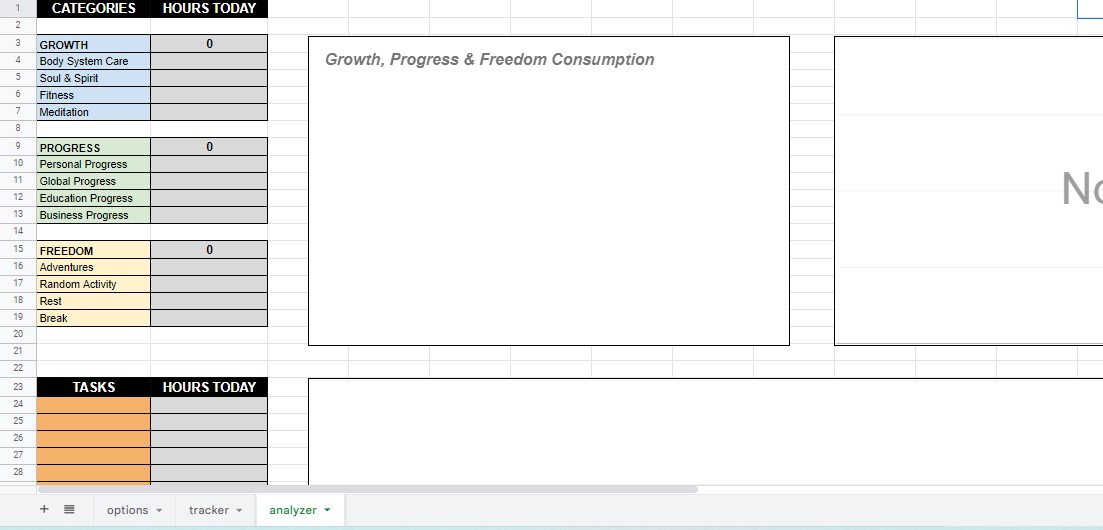 1 CATEGORIES HOURS TODAY
2
3 GROWTH 0
4 Body System Care
5 Soul & Spirit
6 Fitness
7 Meditation
8
9 PROGRESS 0
10 Personal Progress
11 Global Progress
12 Education Progress
13 Business Progress
14
15 FREEDOM 0
16 Adventures
17 Random Activity
18 Rest
19 Break
20
21
22
23 TASKS HOURS TODAY
24
25
26
27
28
Growth, Progress & Freedom Consumption
No
+ options tracker analyzer